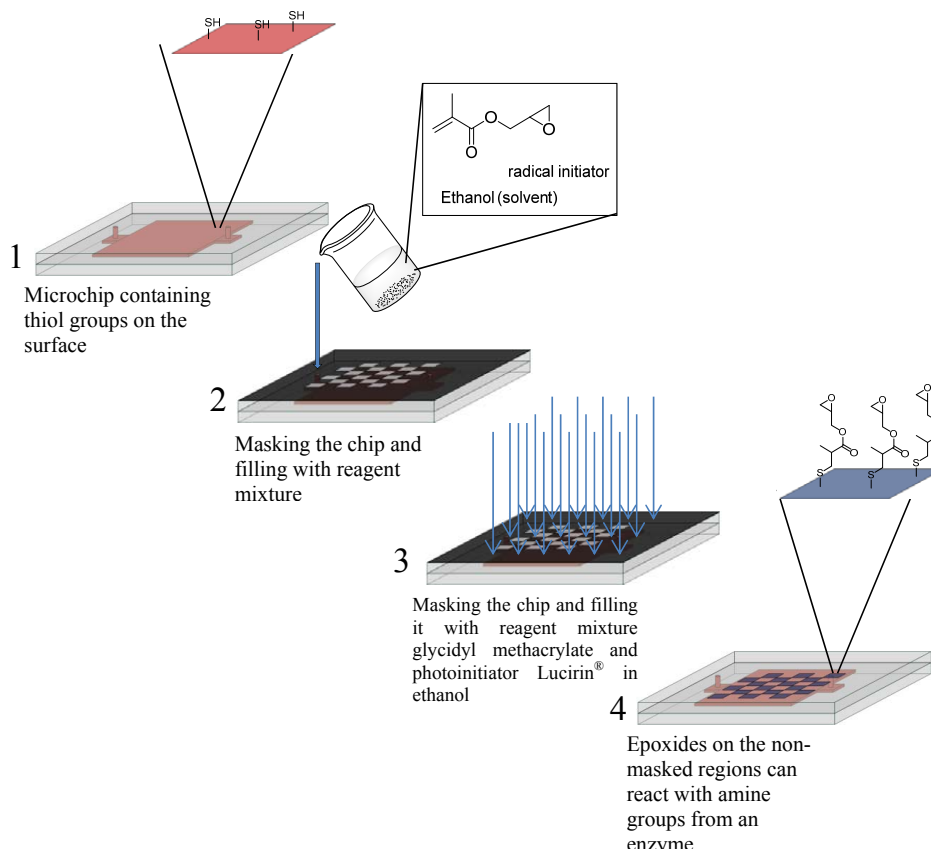 SH
SH
SH
O
O
O
radical initiator
Ethanol (solvent)
1
Microchip containing
thiol groups on the
surface
2
Masking the chip and
filling with reagent
mixture
3
Masking the chip and filling
it with reagent mixture
glycidyl methacrylate and
photoinitiator Lucirin® in
ethanol
O
O
O
O
O
O
O
S
S
S
4
Epoxides on the non-
masked regions can
react with amine
groups from an
enzyme